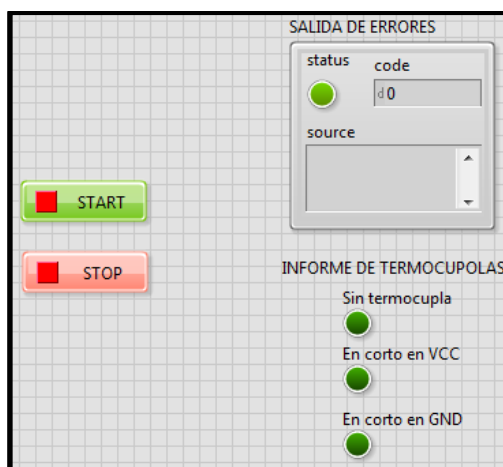 SALIDA DE ERRORES
status
code
d 0
source
START
STOP
INFORME DE TERMOCUPOLAS
Sin termocupla
En corto en VCC
En corto en GND